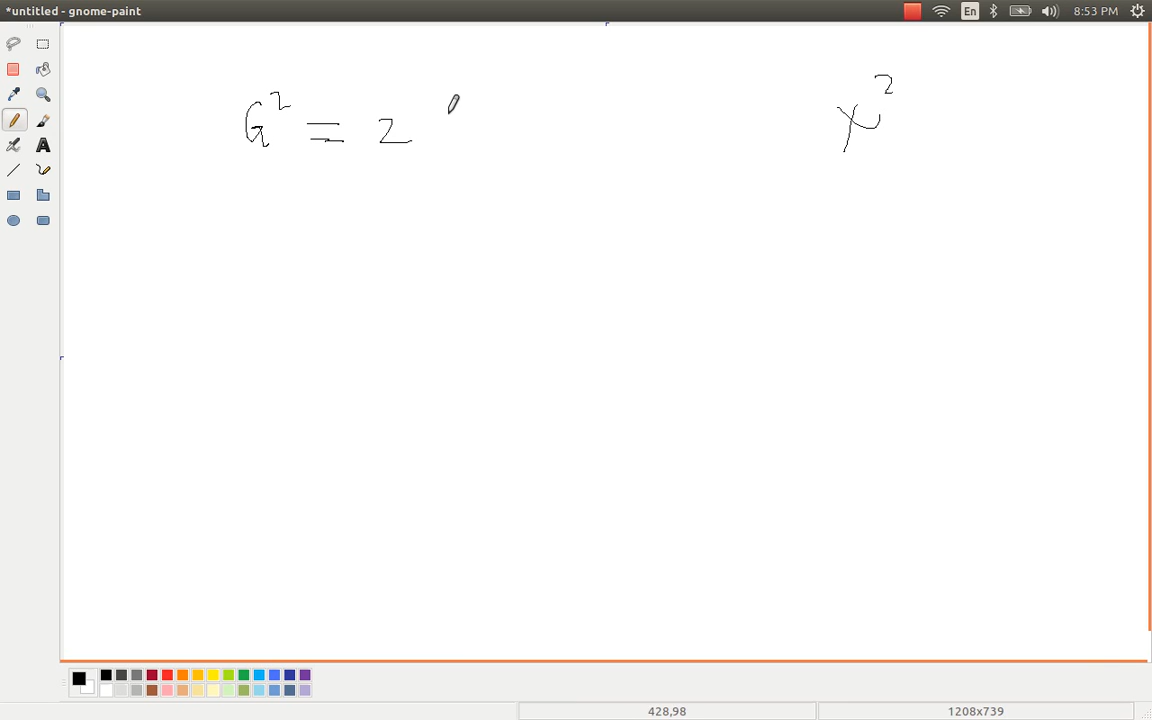 *untitled - gnome-paint
En 8:53 PM
G² = 2 x²
A
428,98 1208x739